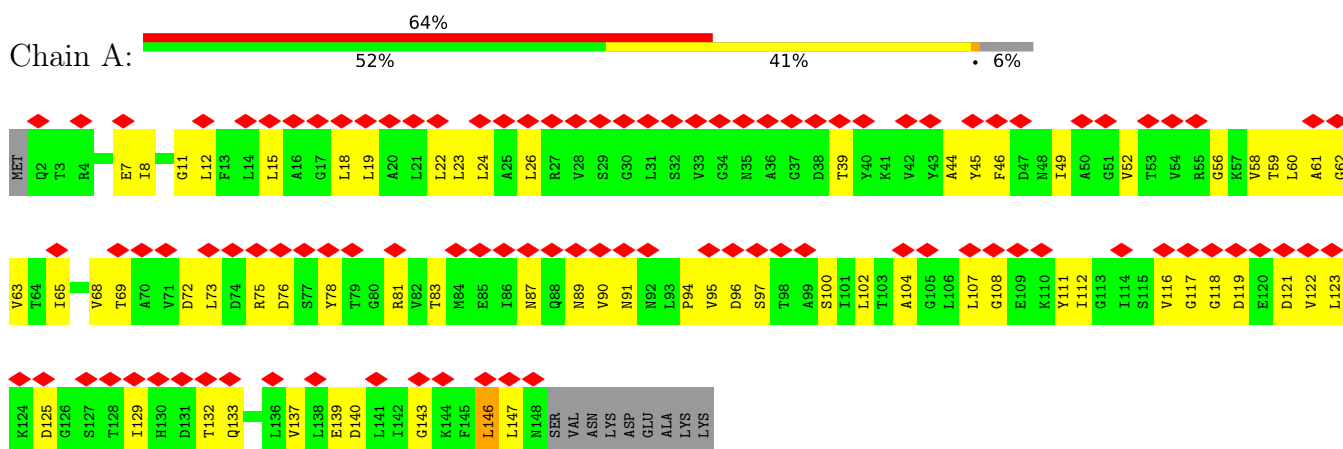 64%
Chain A:
52% 41% • 6%
MET Q2 T3 R4 E7 I8 G11 L12 F13 L14 L15 A16 G17 L18 L19 A20 L21 L22 L23 L24 A25 L26 R27 V28 S29 G30 L31 S32 V33 G34 N35 A36 G37 D38 T39 Y40 K41 V42 Y43 A44 Y45 F46 D47 N48 I49 A50 G51 V52 T53 V54 R55 G56 K57 V58 T59 L60 A61 G62
V63 T64 I65 V68 T69 A70 V71 D72 L73 D74 R75 D76 S77 Y78 T79 G80 R81 V82 T83 M84 E85 I86 N87 Q88 N89 V90 N91 N92 L93 P94 V95 D96 S97 T98 A99 S100 I101 L102 T103 A104 G105 L106 L107 G108 E109 K110 Y111 I112 G113 I114 S115 V116 G117 G118 D119 E120 D121 V122 L123
K124 D125 G126 S127 T128 I129 H130 D131 T132 Q133 L136 V137 L138 E139 D140 L141 I142 G143 K144 F145 L146 L147 N148 SER VAL ASN LYS ASP GLU ALA LYS LYS